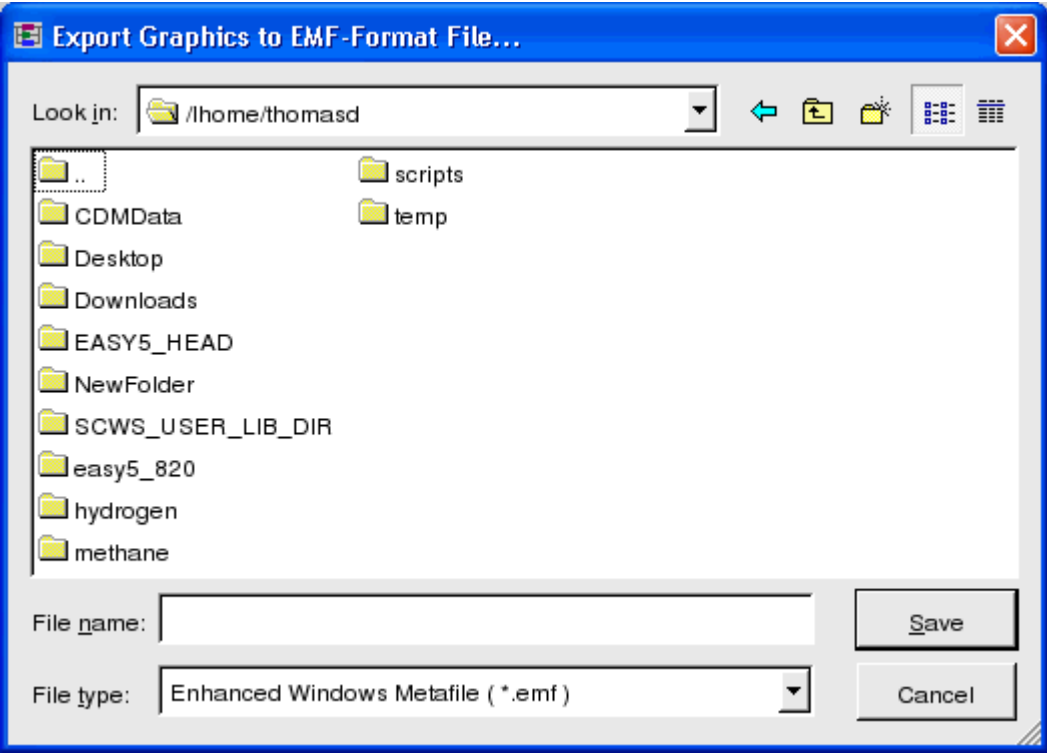 Export Graphics to EMF-Format File...
Look in: /lhome/thomasd
..
CDMData
Desktop
Downloads
EASY5_HEAD
NewFolder
SCWS_USER_LIB_DIR
easy5_820
hydrogen
methane
scripts
temp
File name: Save
File type: Enhanced Windows Metafile ( *.emf ) Cancel